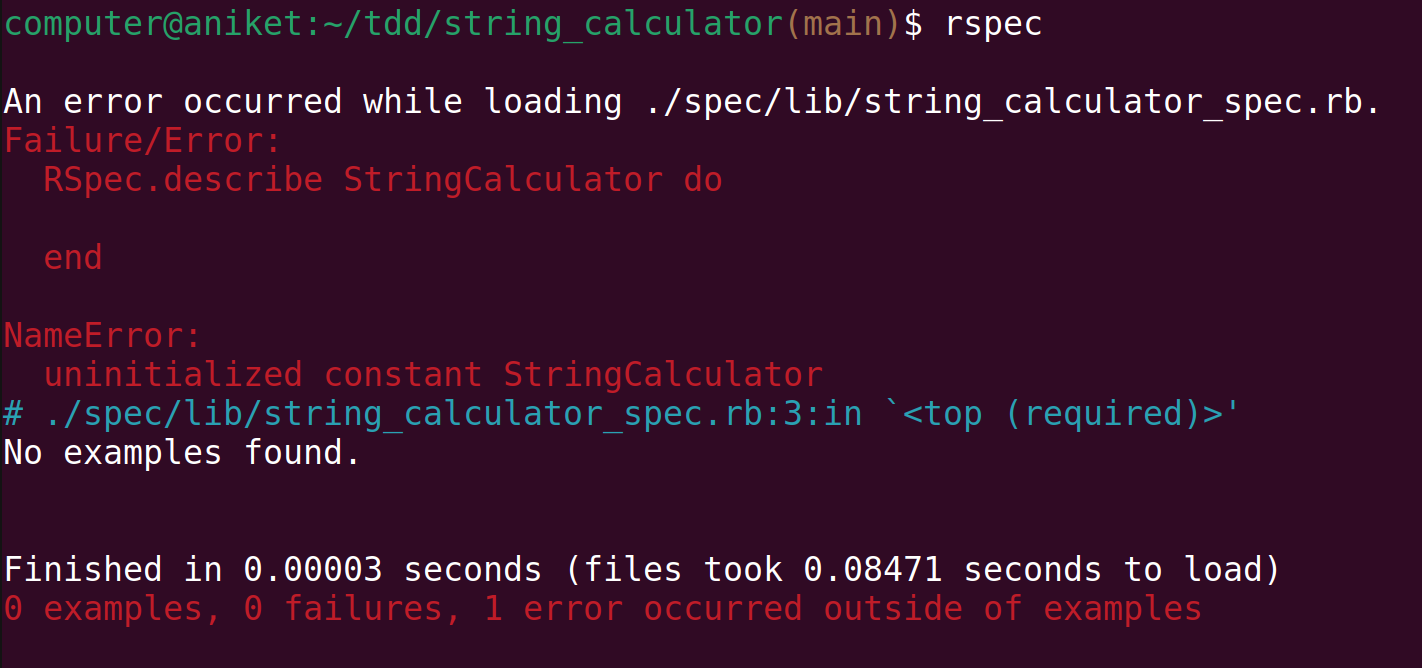 computer@aniket:~/tdd/string_calculator(main)$ rspec
An error occurred while loading ./spec/lib/string_calculator_spec.rb.
Failure/Error:
  RSpec.describe StringCalculator do
  end
NameError:
  uninitialized constant StringCalculator
# ./spec/lib/string_calculator_spec.rb:3:in `<top (required)>'
No examples found.
Finished in 0.00003 seconds (files took 0.08471 seconds to load)
0 examples, 0 failures, 1 error occurred outside of examples